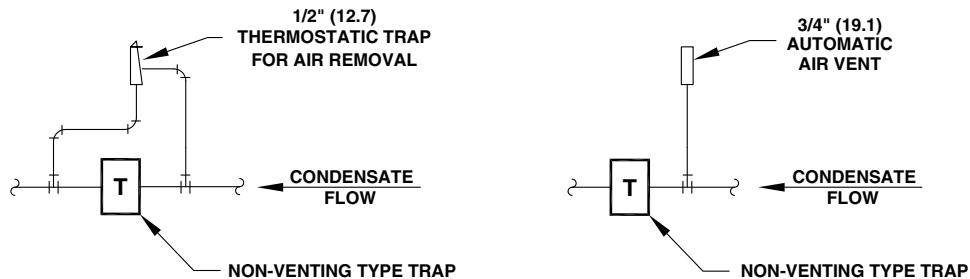 1/2" (12.7)
THERMOSTATIC TRAP
FOR AIR REMOVAL
T
CONDENSATE
FLOW
NON-VENTING TYPE TRAP
3/4" (19.1)
AUTOMATIC
AIR VENT
T
CONDENSATE
FLOW
NON-VENTING TYPE TRAP